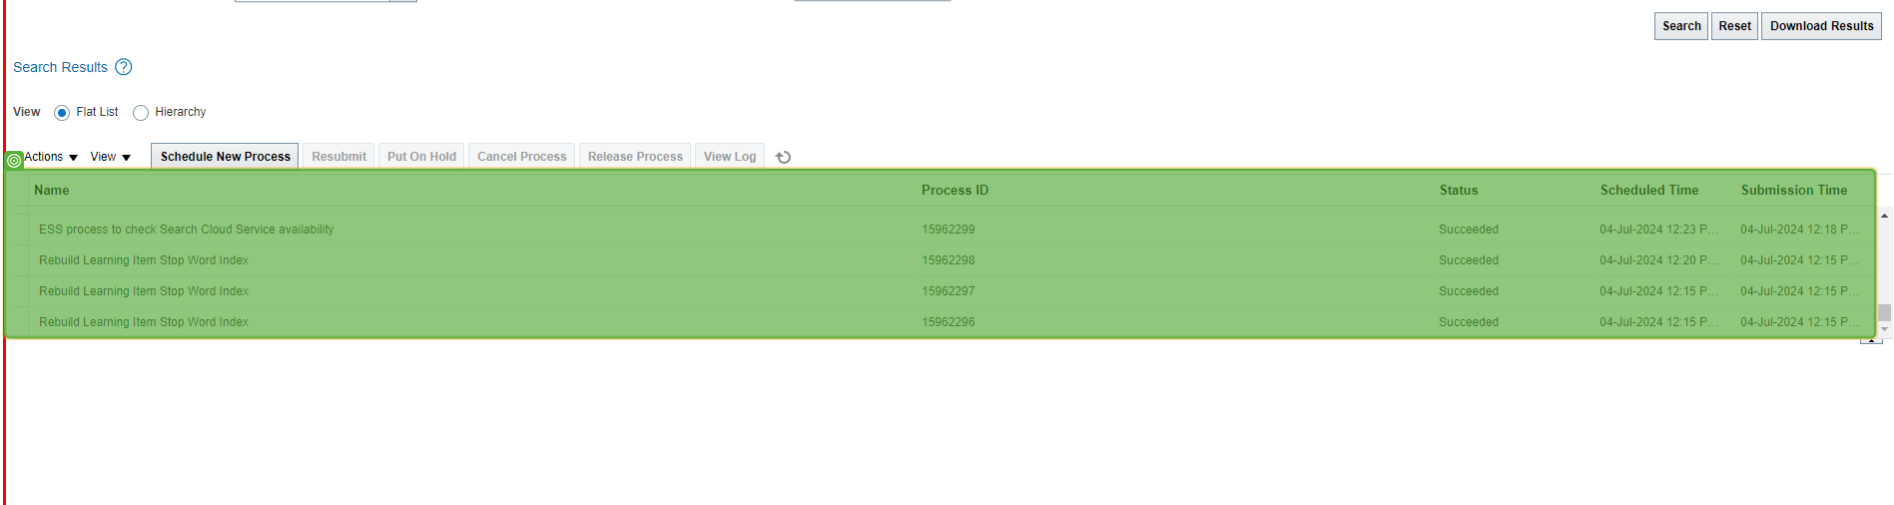 Search Reset Download Results
Search Results ?
View Flat List Hierarchy
Actions View Schedule New Process Resubmit Put On Hold Cancel Process Release Process View Log
Name Process ID Status Scheduled Time Submission Time
ESS process to check Search Cloud Service availability 15962299 Succeeded 04-Jul-2024 12:23 P... 04-Jul-2024 12:18 P...
Rebuild Learning Item Stop Word Index 15962298 Succeeded 04-Jul-2024 12:20 P... 04-Jul-2024 12:15 P...
Rebuild Learning Item Stop Word Index 15962297 Succeeded 04-Jul-2024 12:15 P... 04-Jul-2024 12:15 P...
Rebuild Learning Item Stop Word Index 15962296 Succeeded 04-Jul-2024 12:15 P... 04-Jul-2024 12:15 P...